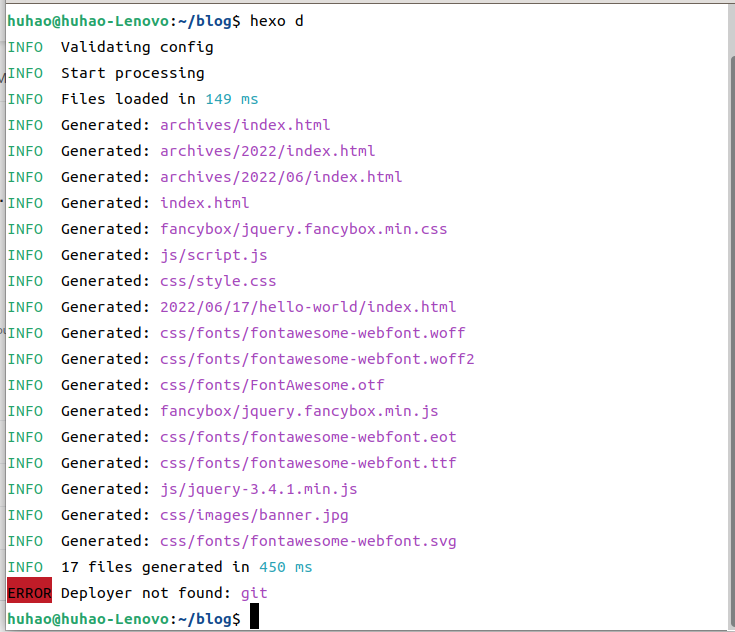 huhao@huhao-Lenovo:~/blog$ hexo d
INFO  Validating config
INFO  Start processing
INFO  Files loaded in 149 ms
INFO  Generated: archives/index.html
INFO  Generated: archives/2022/index.html
INFO  Generated: archives/2022/06/index.html
INFO  Generated: index.html
INFO  Generated: fancybox/jquery.fancybox.min.css
INFO  Generated: js/script.js
INFO  Generated: css/style.css
INFO  Generated: 2022/06/17/hello-world/index.html
INFO  Generated: css/fonts/fontawesome-webfont.woff
INFO  Generated: css/fonts/fontawesome-webfont.woff2
INFO  Generated: css/fonts/FontAwesome.otf
INFO  Generated: fancybox/jquery.fancybox.min.js
INFO  Generated: css/fonts/fontawesome-webfont.eot
INFO  Generated: css/fonts/fontawesome-webfont.ttf
INFO  Generated: js/jquery-3.4.1.min.js
INFO  Generated: css/images/banner.jpg
INFO  Generated: css/fonts/fontawesome-webfont.svg
INFO  17 files generated in 450 ms
ERROR Deployer not found: git
huhao@huhao-Lenovo:~/blog$